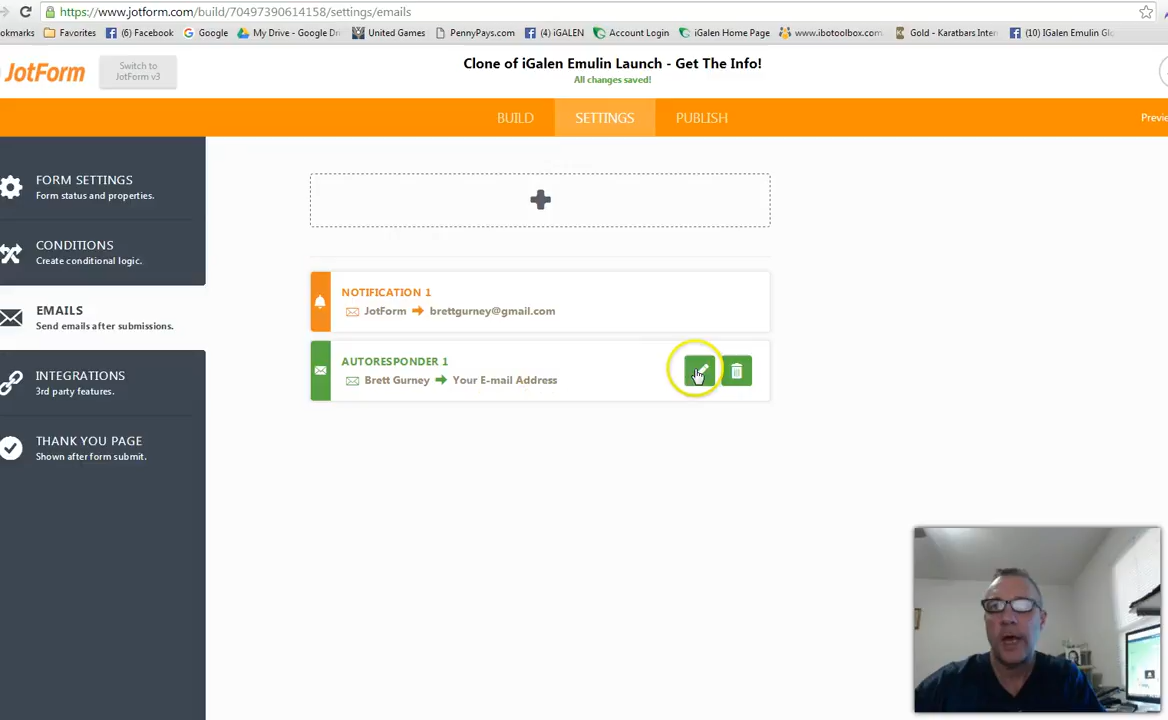 https://www.jotform.com/build/70497390614158/settings/emails
okmarks Favorites (6) Facebook Google My Drive - Google Dr United Games PennyPays.com (4) iGALEN Account Login iGalen Home Page www.ibotoolbox.com Gold - Karatbars Inter (10) IGalen Emulin Glo
JotForm
Switch to
JotForm v3
Clone of iGalen Emulin Launch - Get The Info!
All changes saved!
BUILD SETTINGS PUBLISH
Previe
FORM SETTINGS
Form status and properties.
CONDITIONS
Create conditional logic.
EMAILS
Send emails after submissions.
INTEGRATIONS
3rd party features.
THANK YOU PAGE
Shown after form submit.
NOTIFICATION 1
JotForm brettgurney@gmail.com
AUTORESPONDER 1
Brett Gurney Your E-mail Address